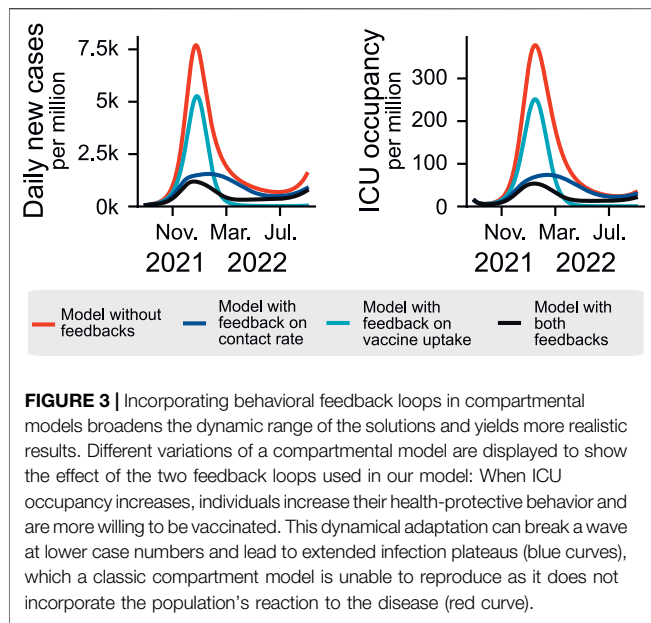 Daily new cases
per million
7.5k
5k
2.5k
0k
Nov. Mar. Jul.
2021 2022
ICU occupancy
per million
300
200
100
0
Nov. Mar. Jul.
2021 2022
Model without
feedbacks
Model with
feedback on
contact rate
Model with
feedback on
vaccine uptake
Model with
both
feedbacks
FIGURE 3 | Incorporating behavioral feedback loops in compartmental
models broadens the dynamic range of the solutions and yields more realistic
results. Different variations of a compartmental model are displayed to show
the effect of the two feedback loops used in our model: When ICU
occupancy increases, individuals increase their health-protective behavior and
are more willing to be vaccinated. This dynamical adaptation can break a wave
at lower case numbers and lead to extended infection plateaus (blue curves),
which a classic compartment model is unable to reproduce as it does not
incorporate the population's reaction to the disease (red curve).